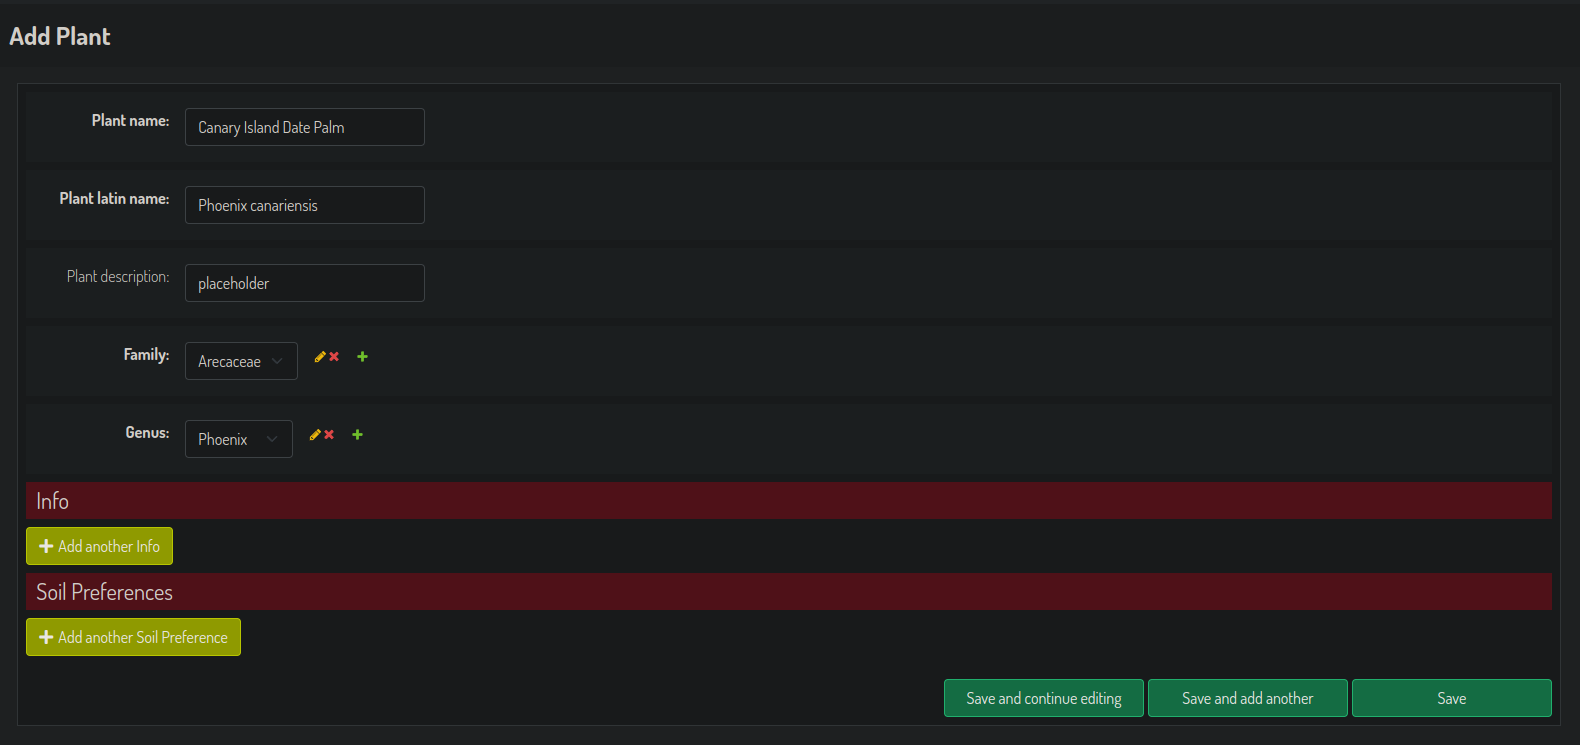 Add Plant
Plant name: Canary Island Date Palm
Plant latin name: Phoenix canariensis
Plant description: placeholder
Family: Arecaceae
Genus: Phoenix
Info
Add another Info
Soil Preferences
Add another Soil Preference
Save and continue editing Save and add another Save